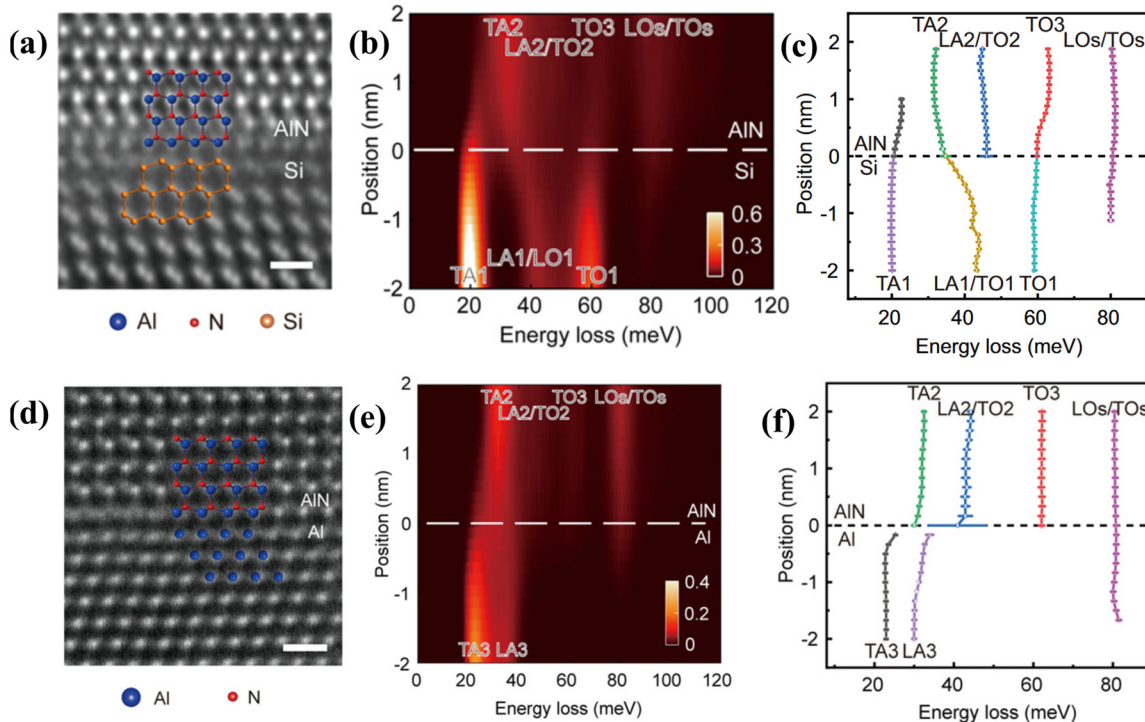 (a)
AlN
Si
Al N Si
(b)
TA2 TO3 LOs/TOs
LA2/TO2
AlN
Si
LA1/LO1
TA1 TO1
0.6
0.3
0
2
1
0
-1
-2
Position (nm)
0 20 40 60 80 100 120
Energy loss (meV)
(c)
TA2 TO3
LA2/TO2 LOs/TOs
AlN
Si
TA1 LA1/TO1 TO1
2
1
0
-1
-2
Position (nm)
20 40 60 80
Energy loss (meV)
(d)
AlN
Al
Al N
(e)
TA2 TO3 LOs/TOs
LA2/TO2
AlN
Al
TA3 LA3
0.4
0.2
0
2
1
0
-1
-2
Position (nm)
0 20 40 60 80 100 120
Energy loss (meV)
(f)
TA2 TO3
LA2/TO2 LOs/TOs
AlN
Al
TA3 LA3
2
1
0
-1
-2
Position (nm)
20 40 60 80
Energy loss (meV)